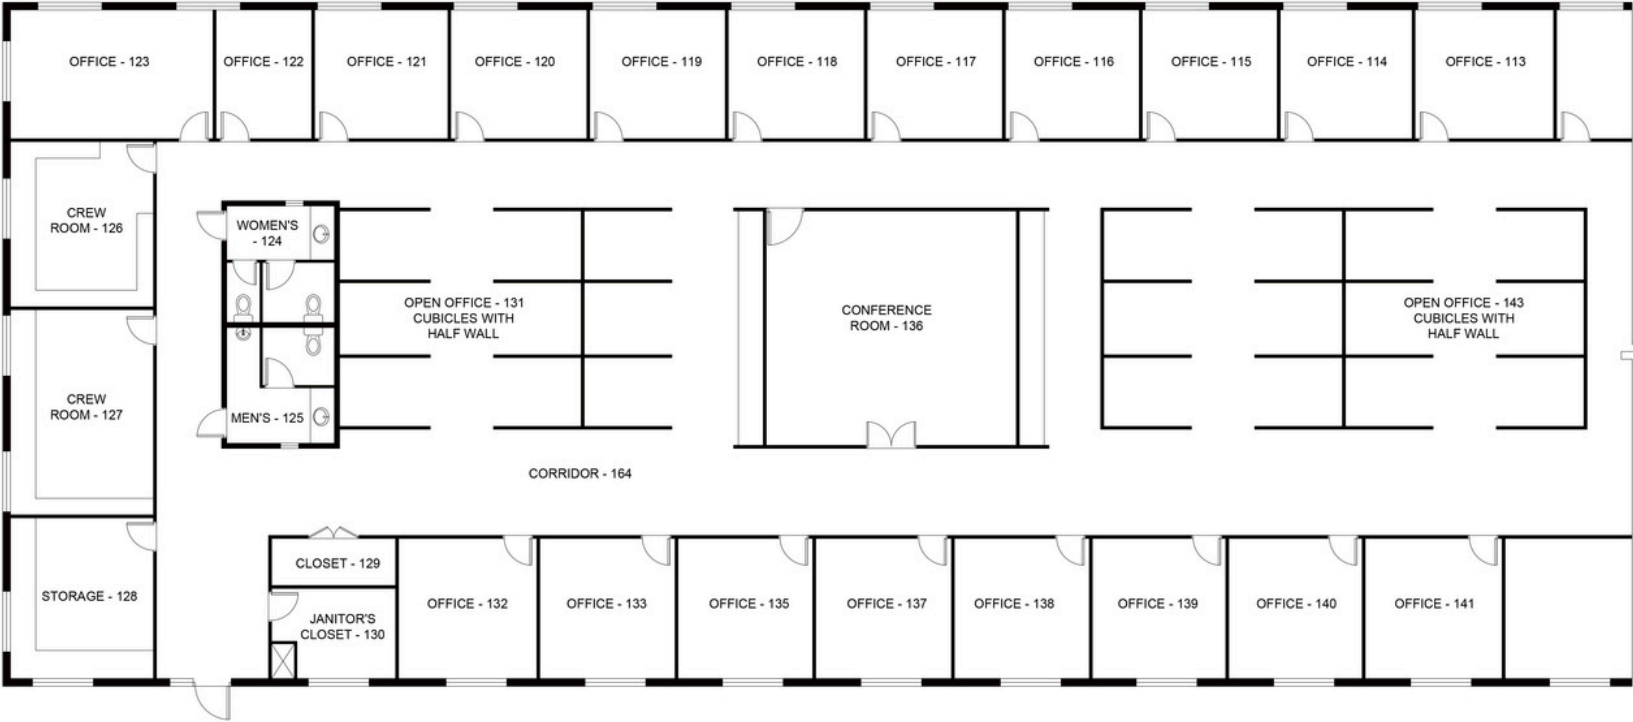 OFFICE - 123
OFFICE - 122
OFFICE - 121
OFFICE - 120
OFFICE - 119
OFFICE - 118
OFFICE - 117
OFFICE - 116
OFFICE - 115
OFFICE - 114
OFFICE - 113
CREW
ROOM - 126
WOMEN'S
- 124
OPEN OFFICE - 131
CUBICLES WITH
HALF WALL
CONFERENCE
ROOM - 136
OPEN OFFICE - 143
CUBICLES WITH
HALF WALL
CREW
ROOM - 127
MEN'S - 125
CORRIDOR - 164
STORAGE - 128
CLOSET - 129
JANITOR'S
CLOSET - 130
OFFICE - 132
OFFICE - 133
OFFICE - 135
OFFICE - 137
OFFICE - 138
OFFICE - 139
OFFICE - 140
OFFICE - 141